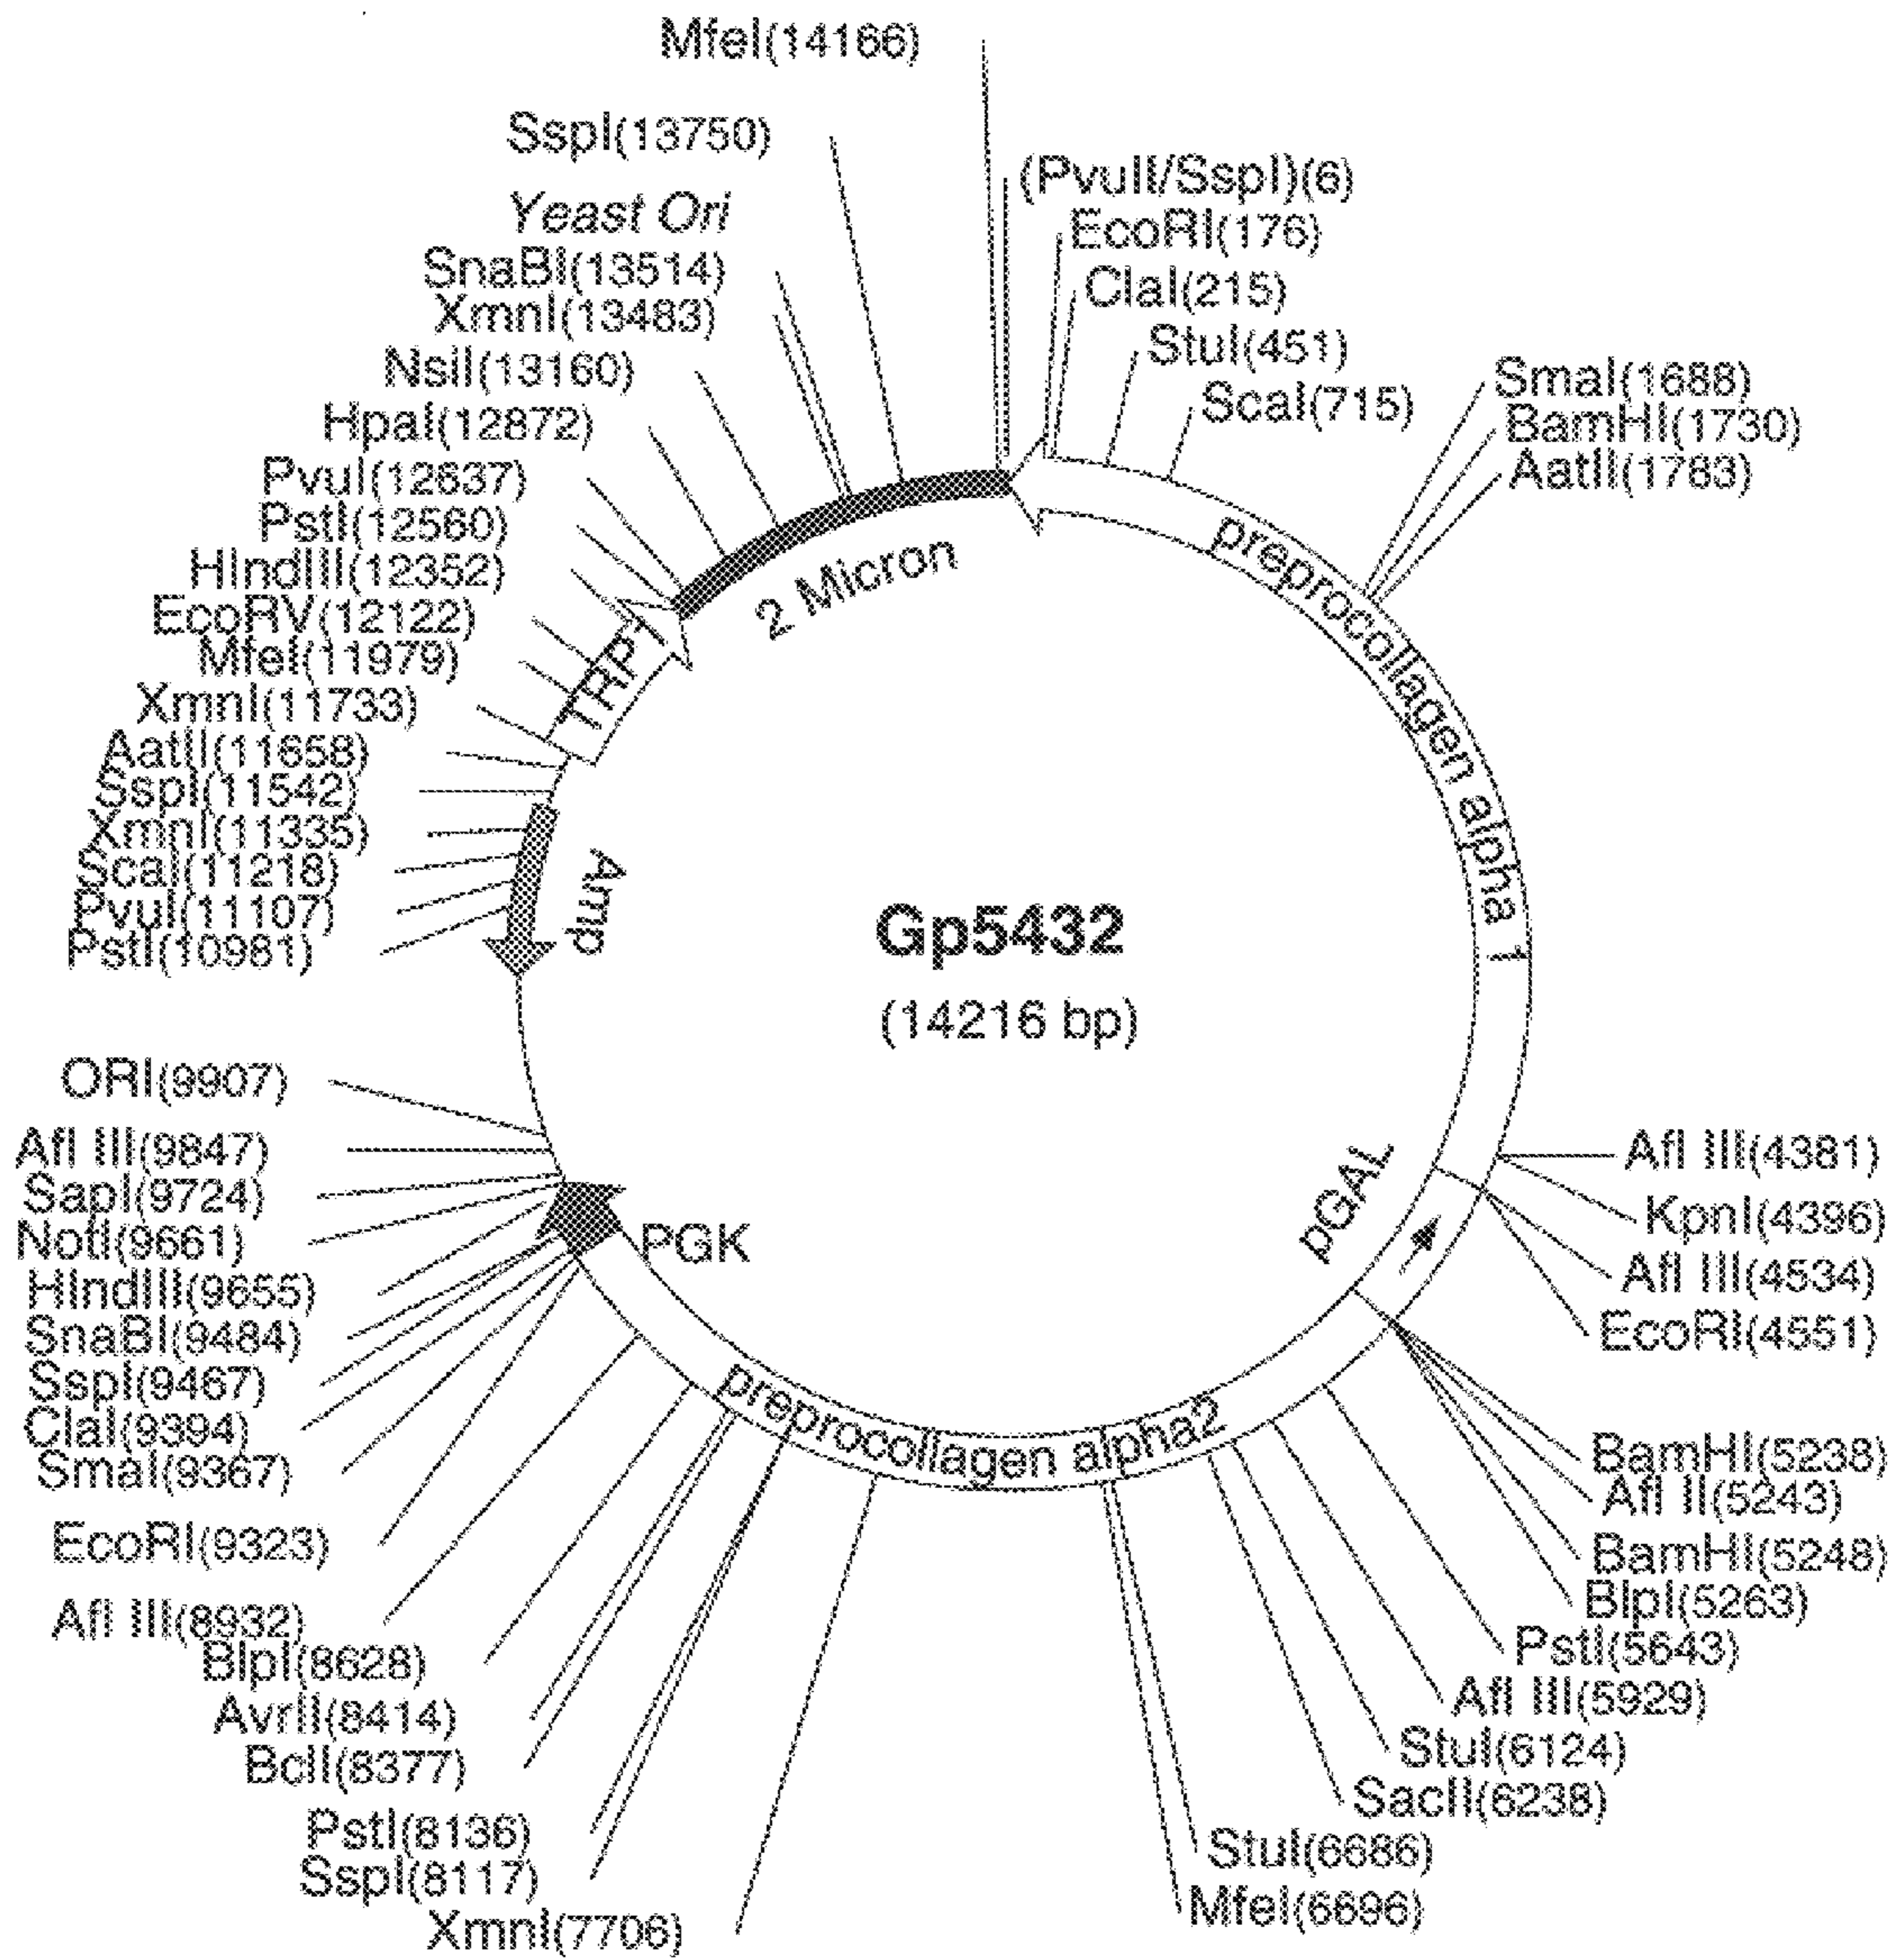 MfeI(14166)
SspI(13750)
Yeast Ori
SnaBI(13514)
XmnI(13483)
NsiI(13160)
HpaI(12872)
PvuI(12637)
PstI(12560)
HIndIII(12352)
EcoRV(12122)
MfeI(11979)
XmnI(11733)
AatII(11658)
SspI(11542)
XmnI(11335)
ScaI(11218)
PvuI(11107)
PstI(10981)
ORI(9907)
Afl III(9847)
SapI(9724)
NotI(9661)
HIndIII(9655)
SnaBI(9484)
SspI(9467)
ClaI(9394)
SmaI(9367)
EcoRI(9323)
Afl III(8932)
BlpI(8628)
AvrII(8414)
BclI(8377)
PstI(8136)
SspI(8117)
XmnI(7706)
(PvuII/SspI)(6)
EcoRI(176)
ClaI(215)
StuI(451)
ScaI(715)
SmaI(1688)
BamHI(1730)
AatII(1783)
Afl III(4381)
KpnI(4396)
Afl III(4534)
EcoRI(4551)
BamHI(5238)
Afl II(5243)
BamHI(5248)
BlpI(5263)
PstI(5643)
Afl III(5929)
StuI(6124)
SacII(6238)
StuI(6686)
MfeI(6696)
2 Micron
TRP1
Amp
PGK
preprocollagen alpha 1
pGAL
preprocollagen alpha2
Gp5432
(14216 bp)